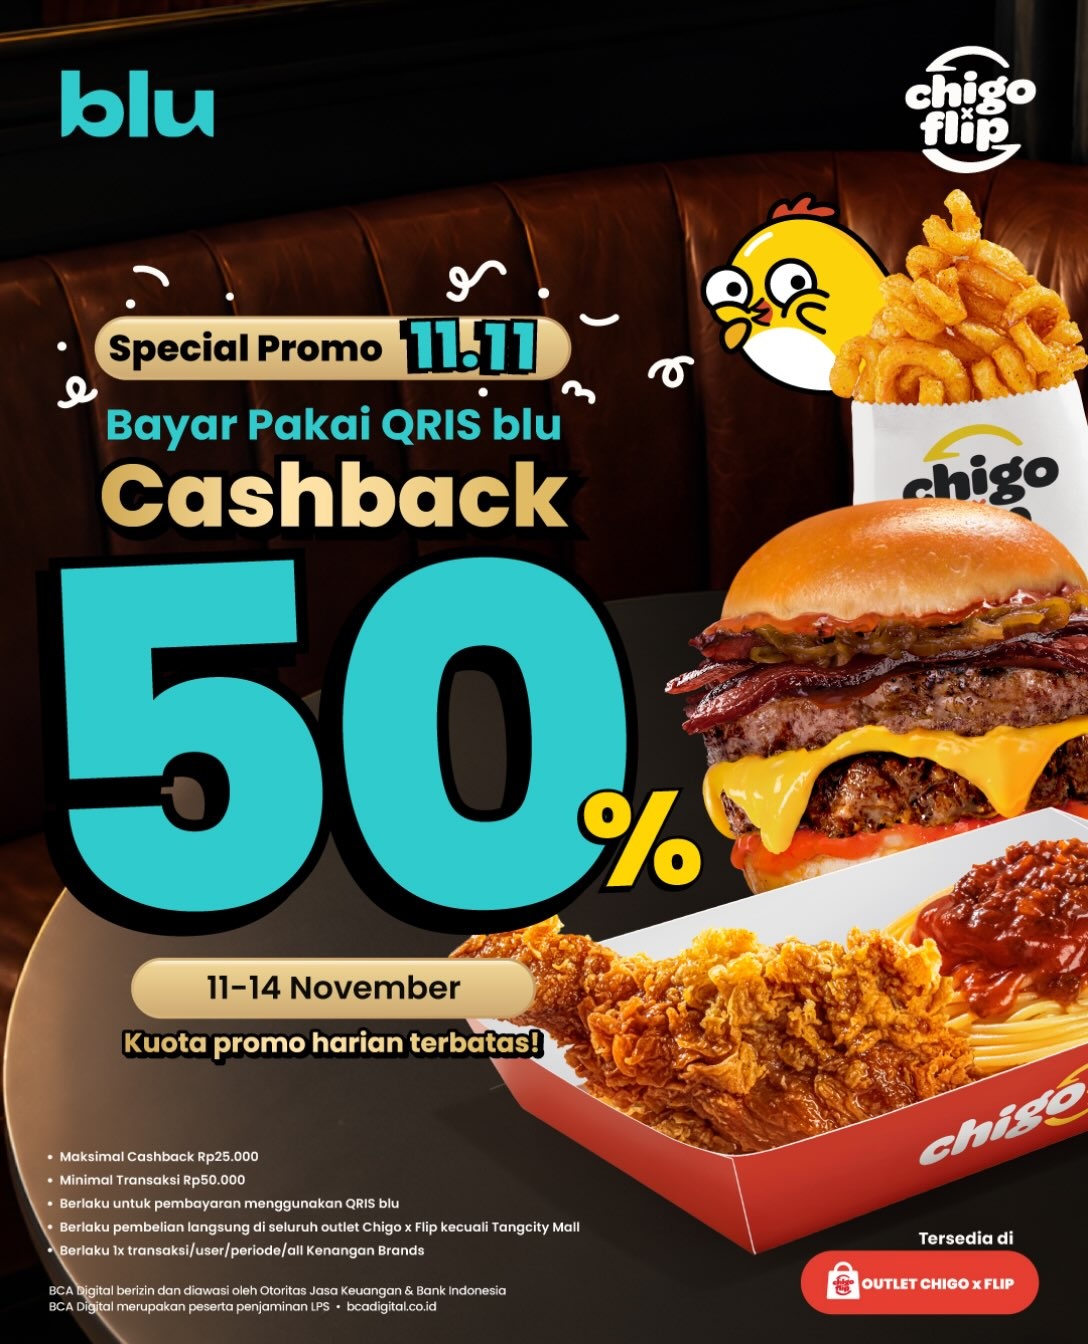 blu
chigo
x
flip
Special Promo 11.11
Bayar Pakai QRIS blu
Cashback
50%
chigo
11-14 November
Kuota promo harian terbatas!
chigo
• Maksimal Cashback Rp25.000
• Minimal Transaksi Rp50.000
• Berlaku untuk pembayaran menggunakan QRIS blu
• Berlaku pembelian langsung di seluruh outlet Chigo x Flip kecuali Tangcity Mall
• Berlaku 1x transaksi/user/periode/all Kenangan Brands
Tersedia di
chigo
flip
OUTLET CHIGO x FLIP
BCA Digital berizin dan diawasi oleh Otoritas Jasa Keuangan & Bank Indonesia
BCA Digital merupakan peserta penjaminan LPS • bcadigital.co.id